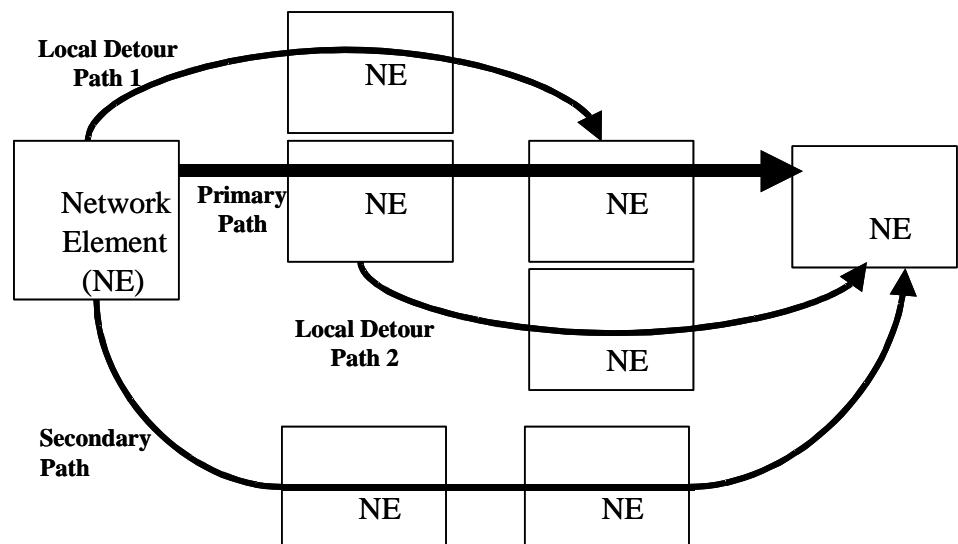 Local Detour
Path 1
NE
Network
Element
(NE)
Primary
Path
NE
NE
NE
Local Detour
Path 2
NE
Secondary
Path
NE
NE